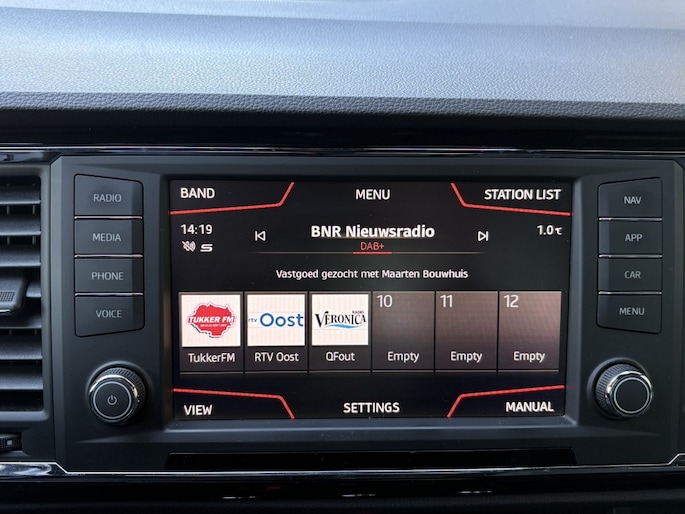 BAND MENU STATION LIST
RADIO
MEDIA
PHONE
VOICE
14:19
BNR Nieuwsradio
DAB+
1.0°C
Vastgoed gezocht met Maarten Bouwhuis
TUKKER FM
rtv Oost
RADIO
VERONICA
10 11 12
TukkerFM RTV Oost QFout Empty Empty Empty
VIEW SETTINGS MANUAL
NAV
APP
CAR
MENU